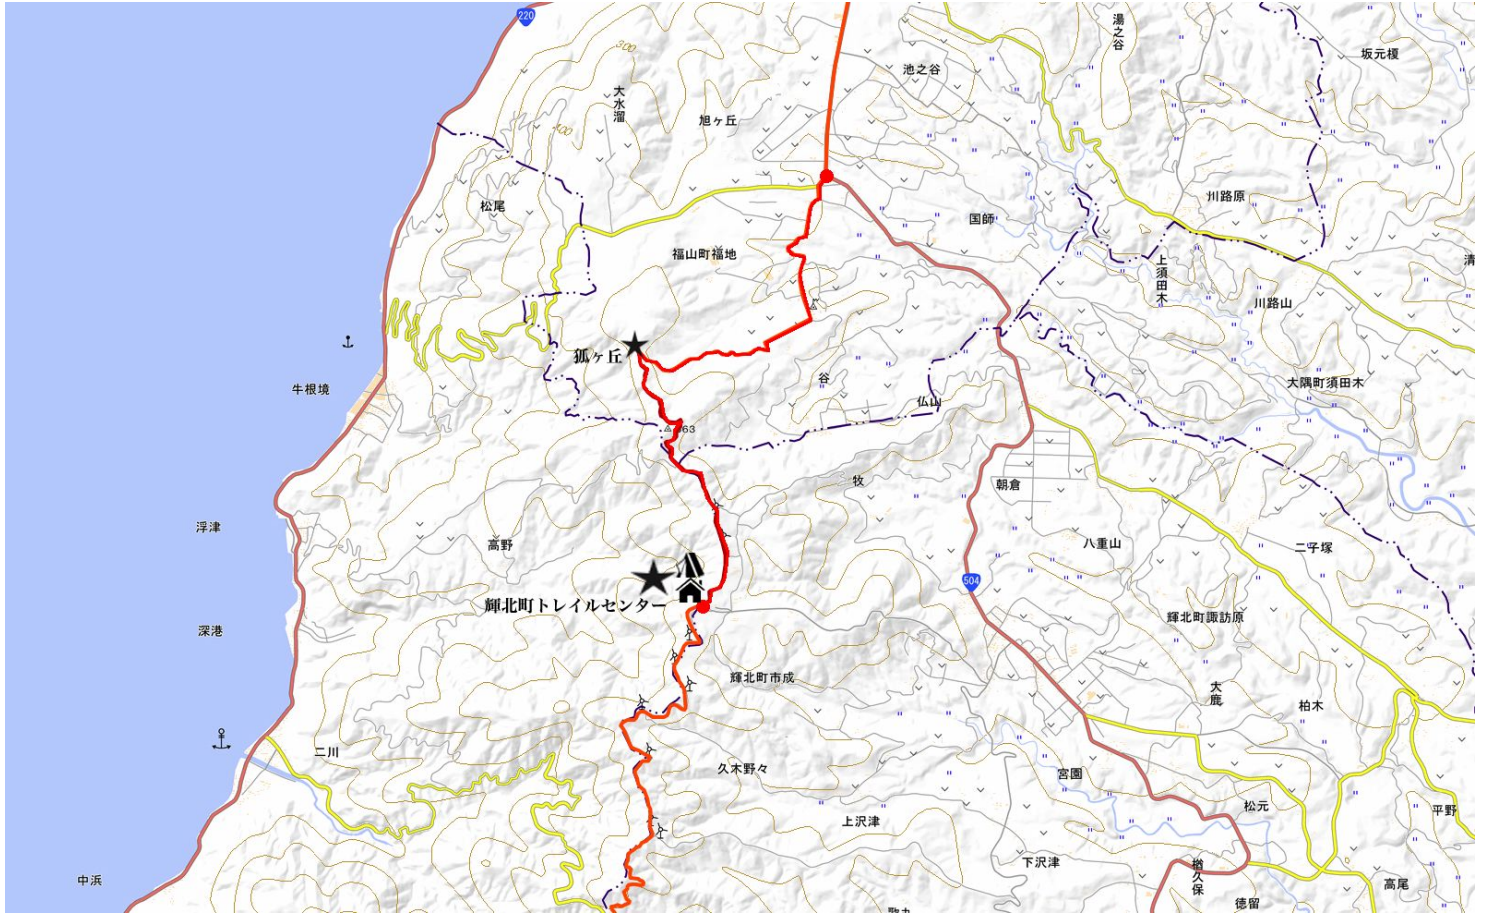 220
湯之谷
坂元榎
300
池之谷
大水溜
旭ヶ丘
400
松尾
川路原
国師
福山町福地
上須田木
清
川路山
狐ヶ丘
牛根境
谷
大隅町須田木
仏山
663
牧
朝倉
浮津
高野
八重山
二子塚
504
輝北町トレイルセンター
深港
輝北町諏訪原
輝北町市成
大鹿
柏木
二川
久木野々
宮園
松元
平野
上沢津
下沢津
楢久保
中浜
高尾
徳留